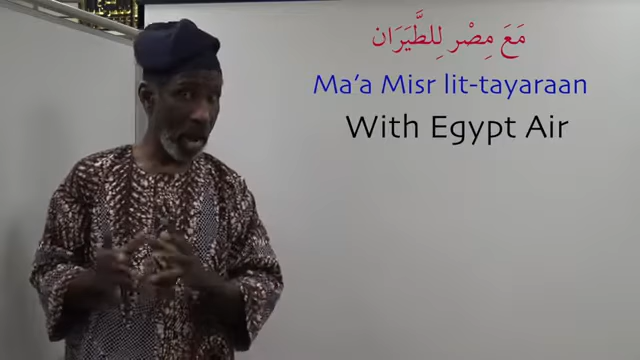 مَعَ مِصْر لِلطَّيَرَان
Ma'a Misr lit-tayaraan
With Egypt Air